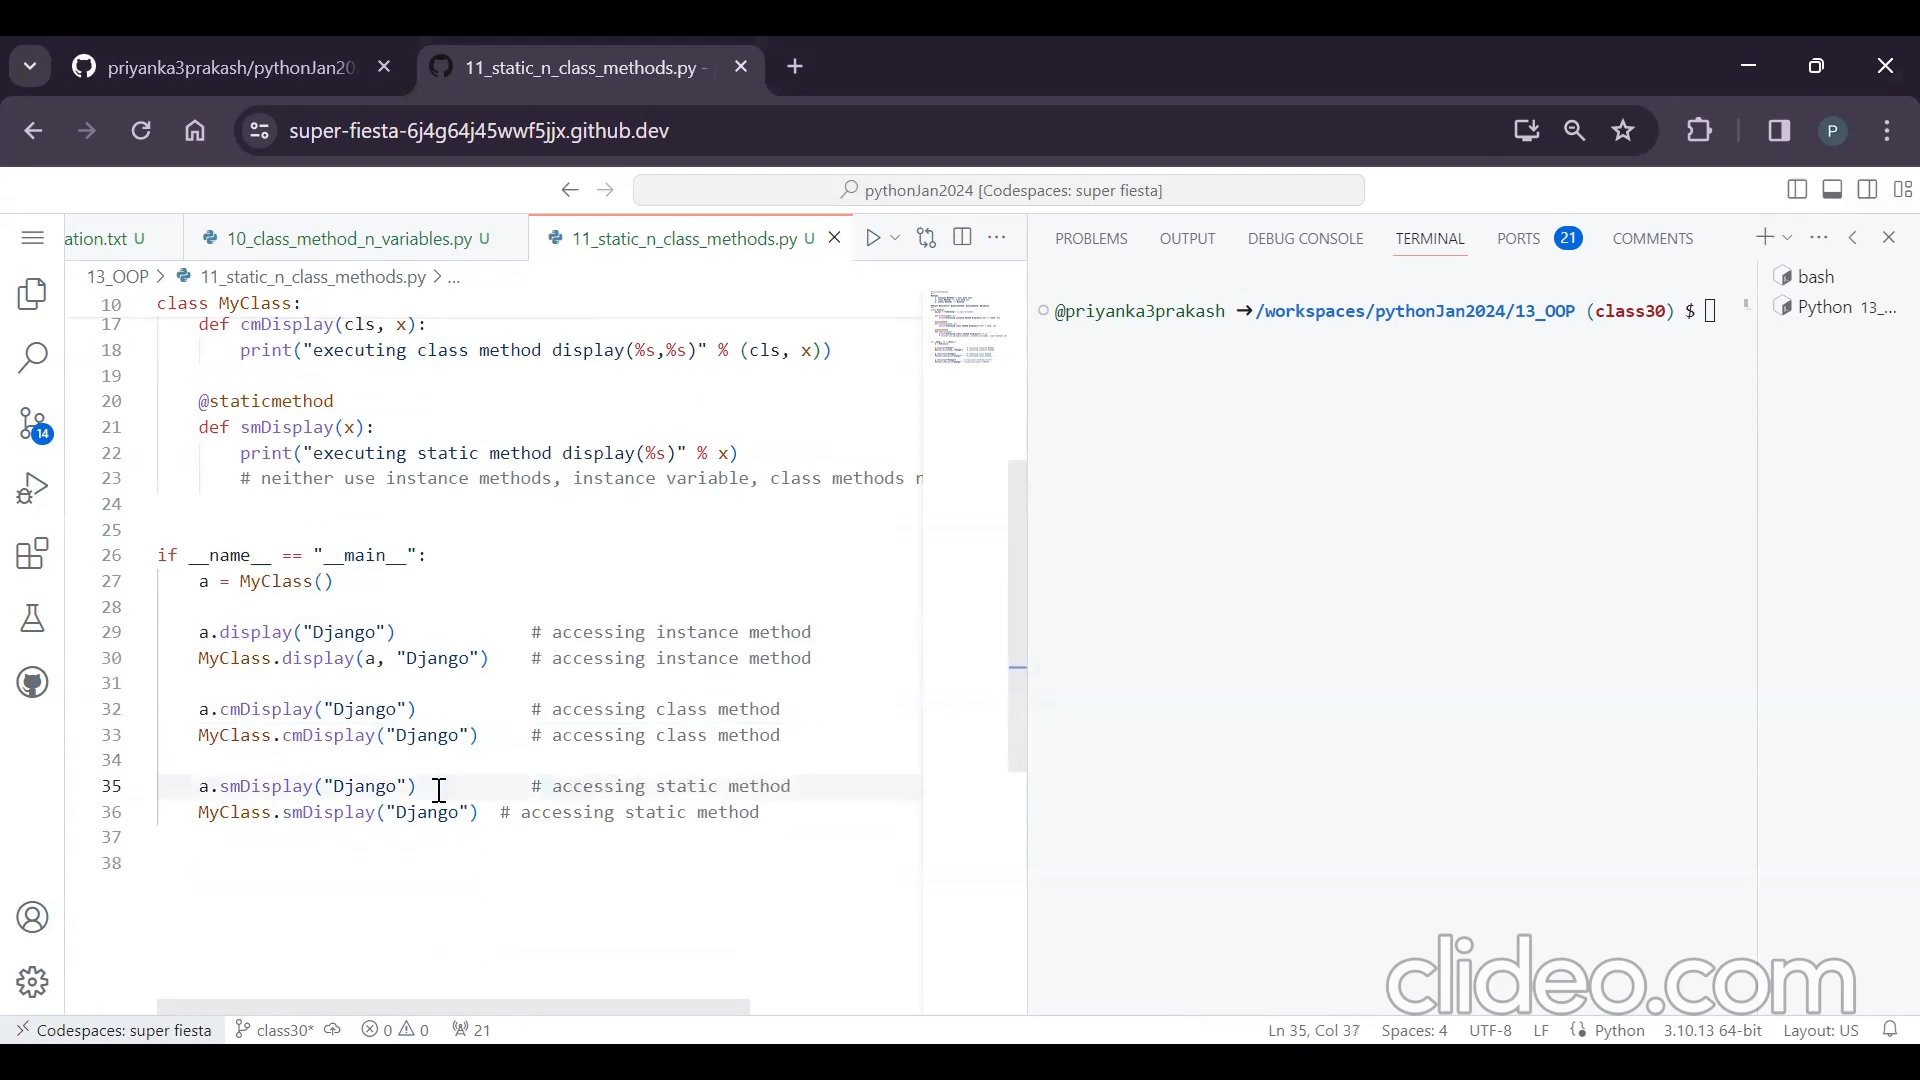 priyanka3prakash/pythonJan20
11_static_n_class_methods.py -
super-fiesta-6j4g64j45wwf5jjx.github.dev
P
pythonJan2024 [Codespaces: super fiesta]
ation.txt U
10_class_method_n_variables.py U
11_static_n_class_methods.py U
PROBLEMS OUTPUT DEBUG CONSOLE TERMINAL PORTS 21 COMMENTS
13_OOP > 11_static_n_class_methods.py > ...
bash
Python 13_...
@priyanka3prakash ➜/workspaces/pythonJan2024/13_OOP (class30) $
10 class MyClass:
17     def cmDisplay(cls, x):
18         print("executing class method display(%s,%s)" % (cls, x))
19
20     @staticmethod
21     def smDisplay(x):
22         print("executing static method display(%s)" % x)
23         # neither use instance methods, instance variable, class methods n
24
25
26 if __name__ == "__main__":
27     a = MyClass()
28
29     a.display("Django")             # accessing instance method
30     MyClass.display(a, "Django")    # accessing instance method
31
32     a.cmDisplay("Django")           # accessing class method
33     MyClass.cmDisplay("Django")     # accessing class method
34
35     a.smDisplay("Django")           # accessing static method
36     MyClass.smDisplay("Django")  # accessing static method
37
38
14
clideo.com
Codespaces: super fiesta class30* 0 0 21 Ln 35, Col 37 Spaces: 4 UTF-8 LF Python 3.10.13 64-bit Layout: US